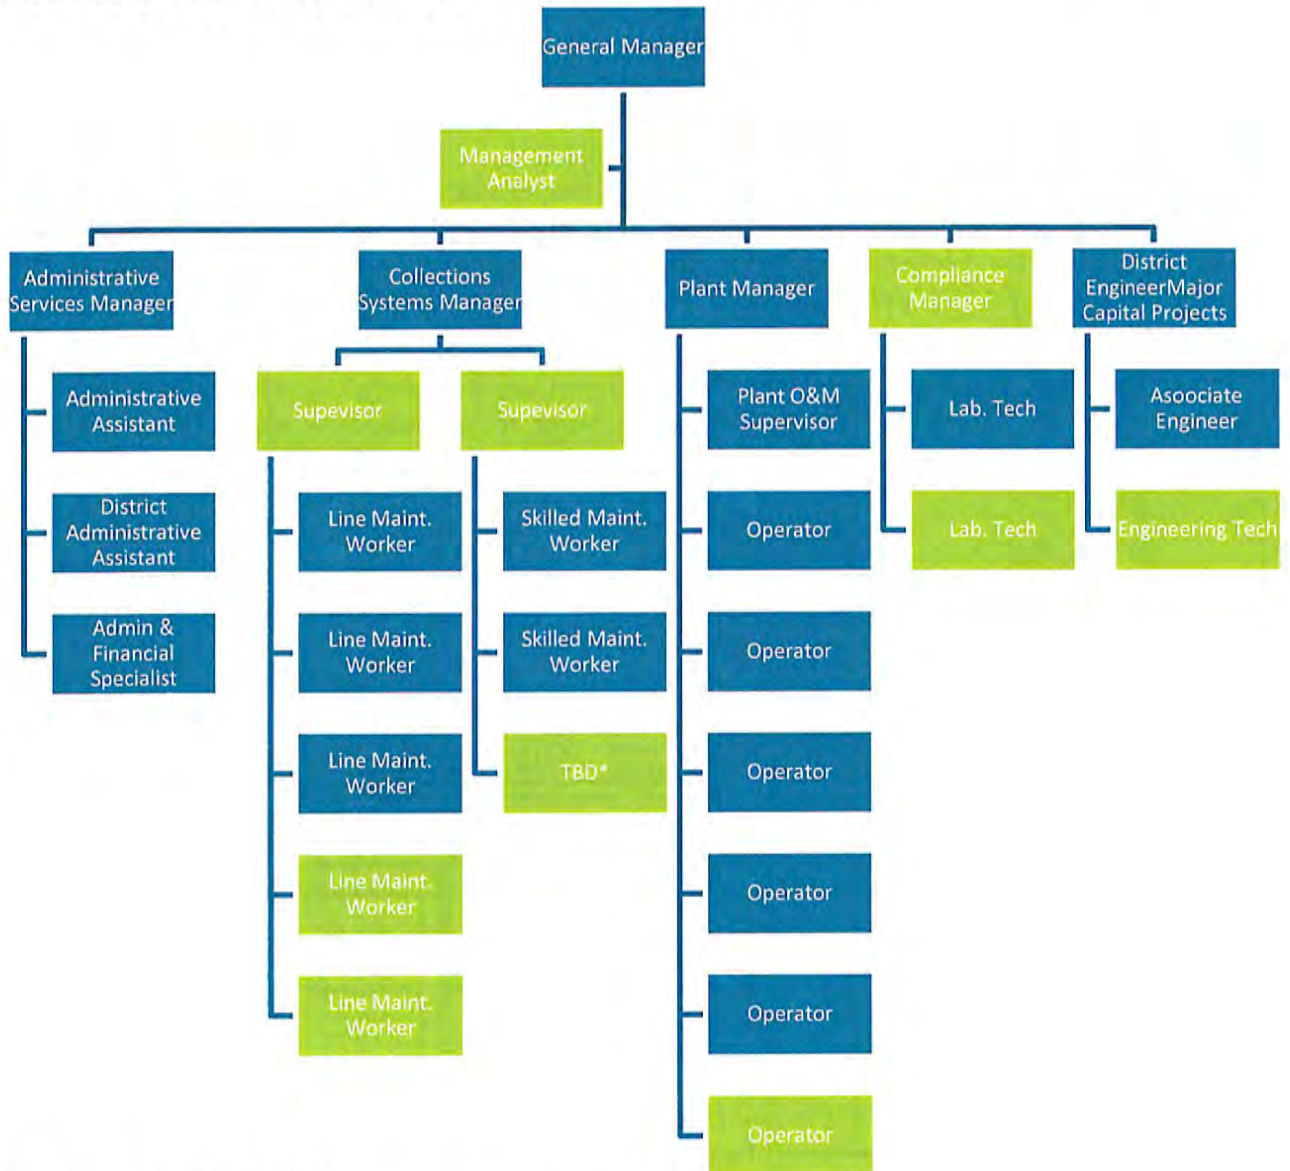 General Manager
Management
Analyst
Administrative
Services Manager
Collections
Systems Manager
Plant Manager
Compliance
Manager
District
EngineerMajor
Capital Projects
Administrative
Assistant
District
Administrative
Assistant
Admin &
Financial
Specialist
Supevisor
Line Maint.
Worker
Line Maint.
Worker
Line Maint.
Worker
Line Maint.
Worker
Line Maint.
Worker
Supevisor
Skilled Maint.
Worker
Skilled Maint.
Worker
TBD*
Plant O&M
Supervisor
Operator
Operator
Operator
Operator
Operator
Operator
Lab. Tech
Lab. Tech
Asoociate
Engineer
Engineering Tech